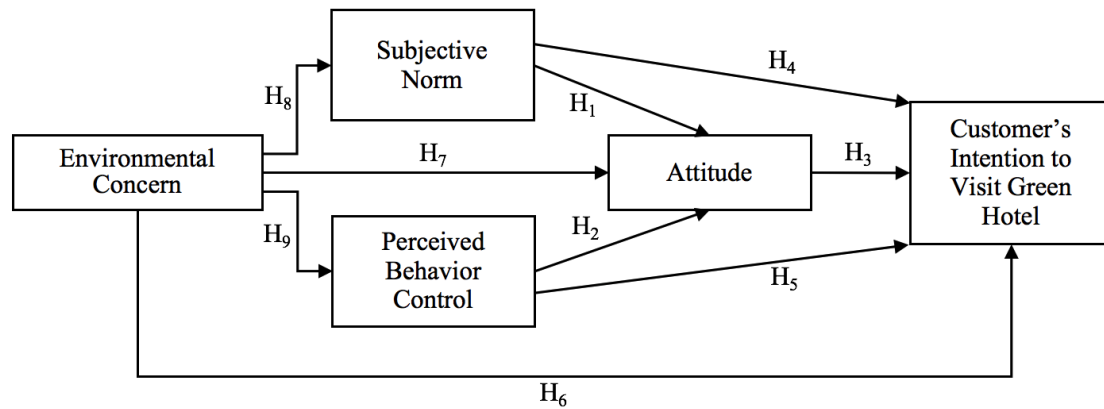 Subjective
Norm
H₄
H₈
H₁
Customer’s
Intention to
Visit Green
Hotel
Environmental
Concern
H₇
Attitude
H₃
H₉
Perceived
Behavior
Control
H₂
H₅
H₆